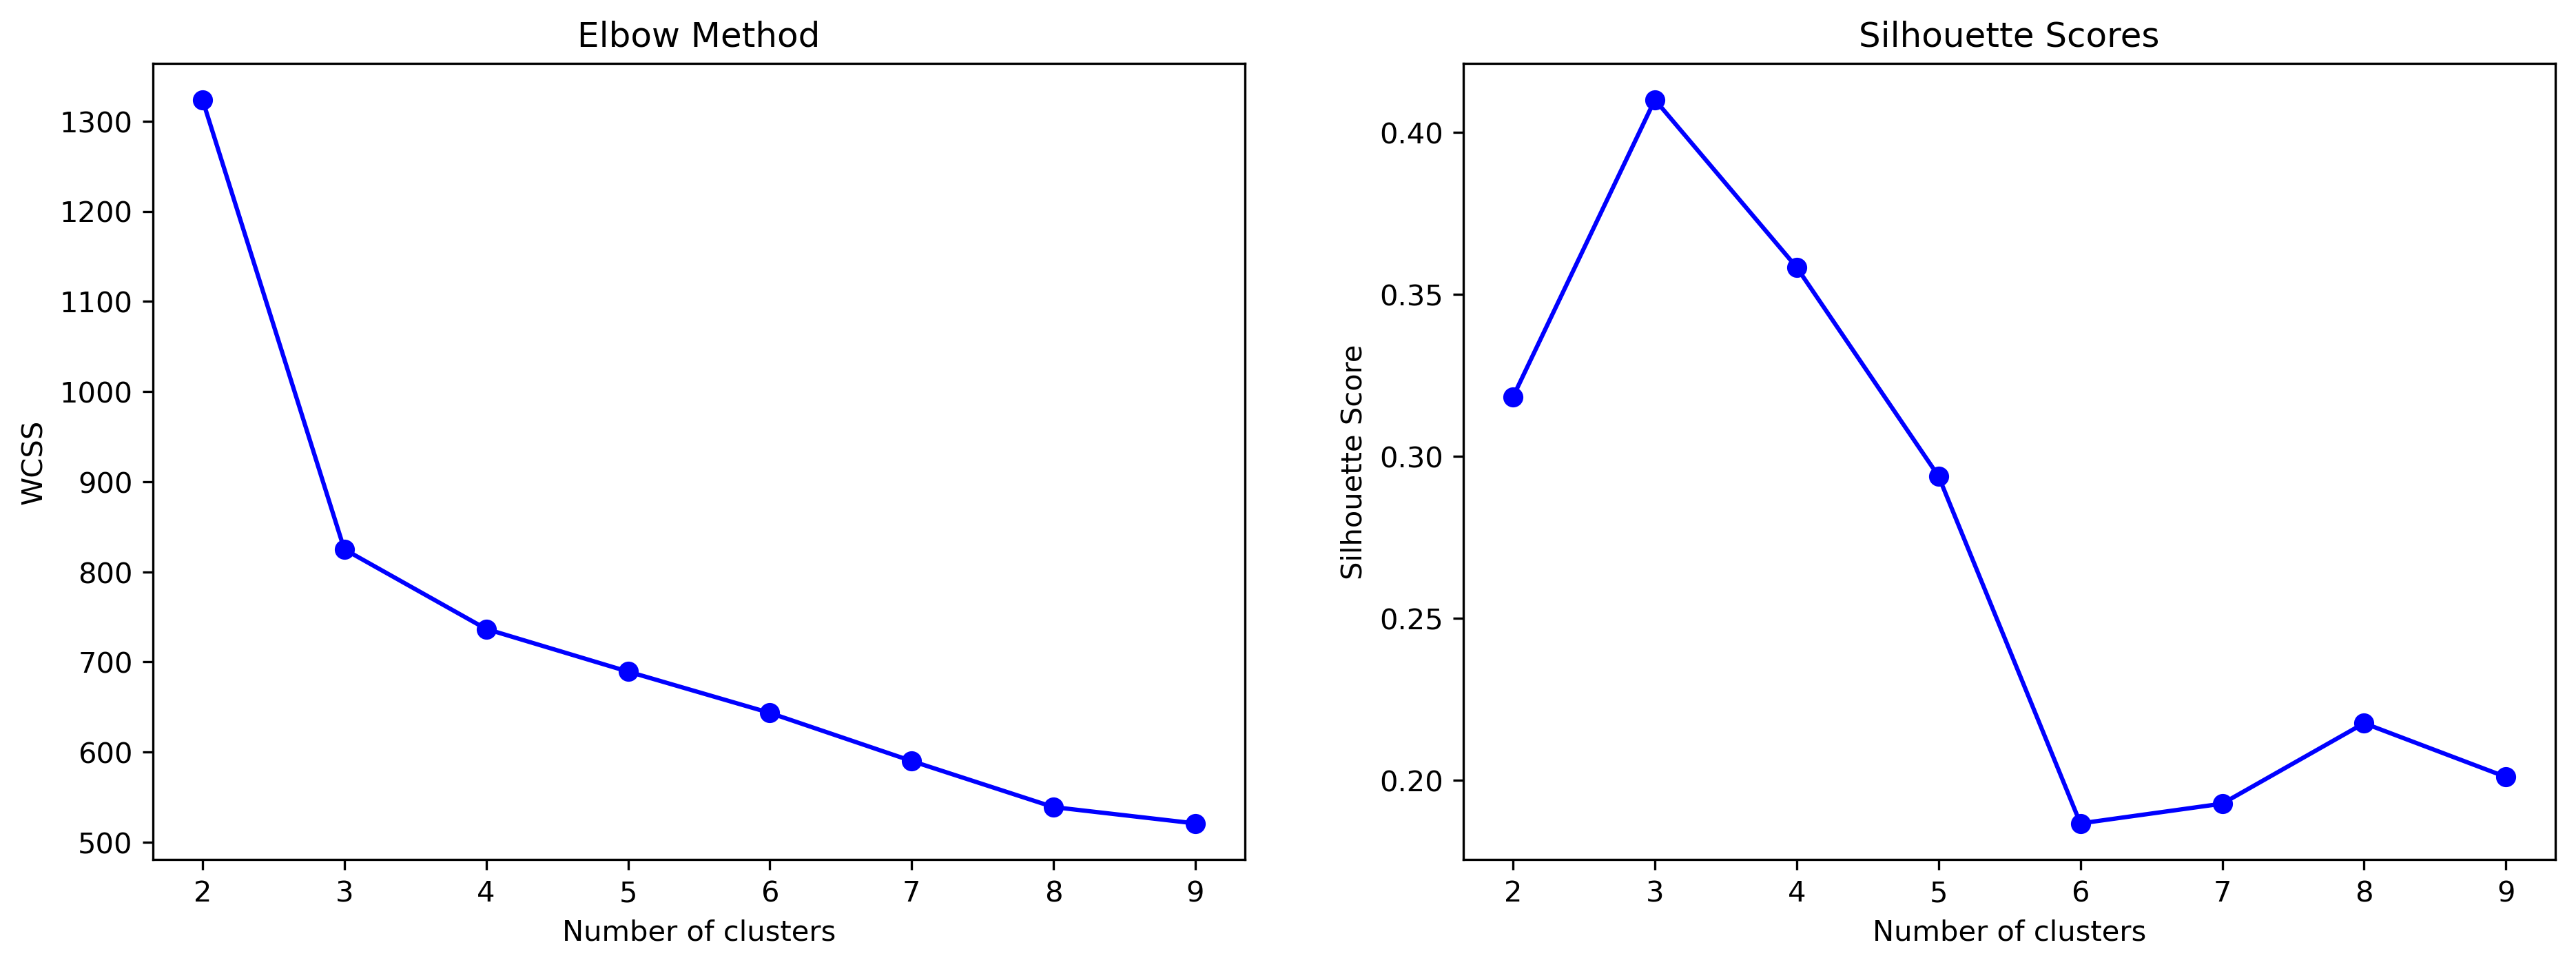 Elbow Method
1300
1200
1100
1000
900
800
700
600
500
WCSS
2 3 4 5 6 7 8 9
Number of clusters
Silhouette Scores
0.40
0.35
0.30
0.25
0.20
Silhouette Score
2 3 4 5 6 7 8 9
Number of clusters